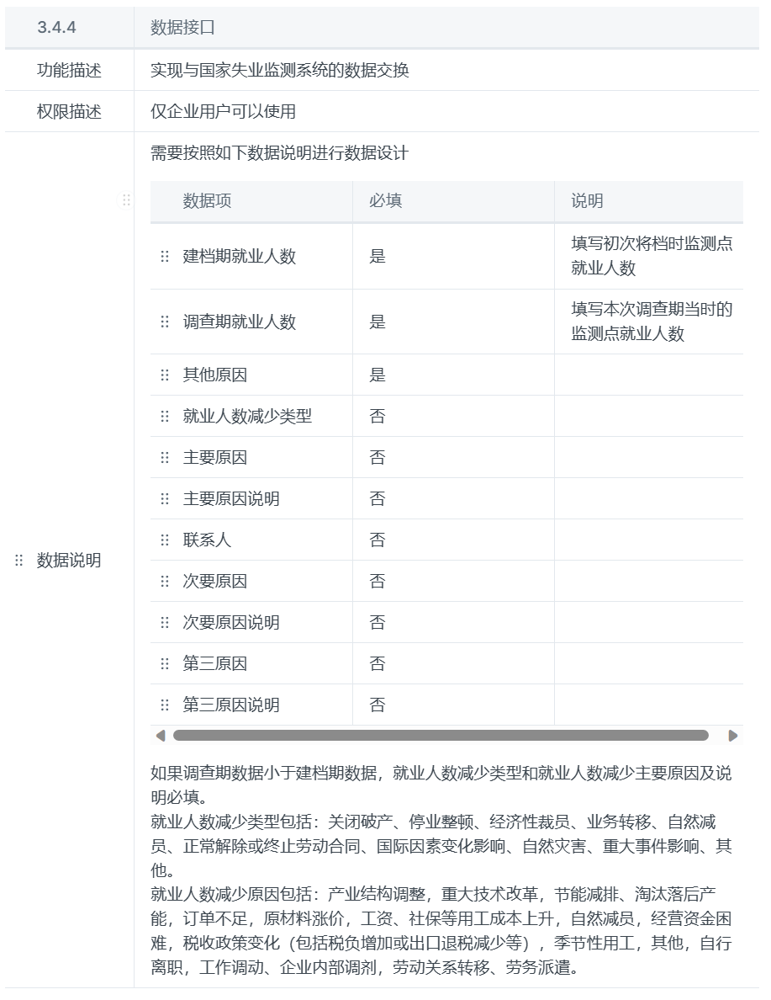 3.4.4 数据接口
功能描述 实现与国家失业监测系统的数据交换
权限描述 仅企业用户可以使用
数据说明
需要按照如下数据说明进行数据设计
数据项 必填 说明
建档期就业人数 是 填写初次将档时监测点
就业人数
调查期就业人数 是 填写本次调查期当时的
监测点就业人数
其他原因 是
就业人数减少类型 否
主要原因 否
主要原因说明 否
联系人 否
次要原因 否
次要原因说明 否
第三原因 否
第三原因说明 否
如果调查期数据小于建档期数据，就业人数减少类型和就业人数减少主要原因及说
明必填。
就业人数减少类型包括：关闭破产、停业整顿、经济性裁员、业务转移、自然减
员、正常解除或终止劳动合同、国际因素变化影响、自然灾害、重大事件影响、其
他。
就业人数减少原因包括：产业结构调整，重大技术改革，节能减排、淘汰落后产
能，订单不足，原材料涨价，工资、社保等用工成本上升，自然减员，经营资金困
难，税收政策变化（包括税负增加或出口退税减少等），季节性用工，其他，自行
离职，工作调动、企业内部调剂，劳动关系转移、劳务派遣。